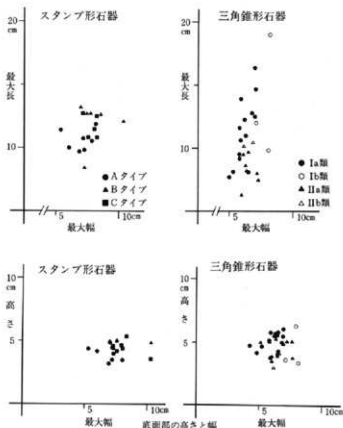 スタンプ形石器
20
cm
最大長
10
●Aタイプ
▲Bタイプ
■Cタイプ
5
10cm
最大幅
三角錐形石器
20
cm
最大長
10
●Ia類
○Ib類
▲IIa類
△IIb類
5
10cm
最大幅
スタンプ形石器
10
cm
高さ
5
5
10cm
最大幅
三角錐形石器
10
cm
高さ
5
5
10cm
最大幅
底面部の高さと幅